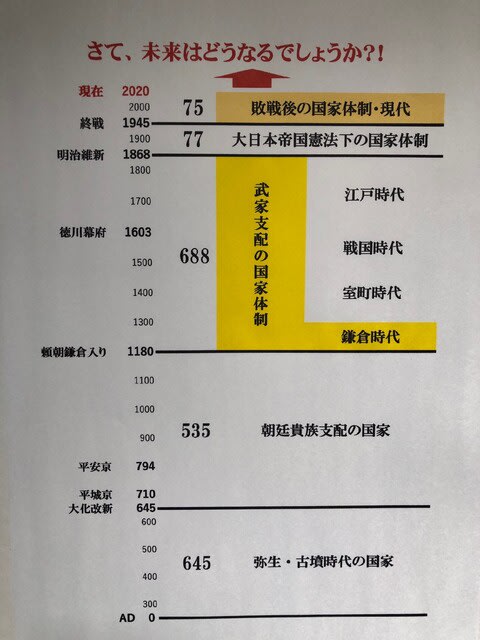 さて、未来はどうなるでしょうか?!
現在 2020
2000 75 敗戦後の国家体制・現代
終戦 1945
1900 77 大日本帝国憲法下の国家体制
明治維新 1868
1800
武家支配の国家体制
江戸時代
1700
徳川幕府 1603
戦国時代
688
1500
1400 室町時代
1300
鎌倉時代
頼朝鎌倉入り 1180
1100
1000
535 朝廷貴族支配の国家
900
平安京 794
平城京 710
大化改新 645
600
500
645 弥生・古墳時代の国家
400
300
AD 0